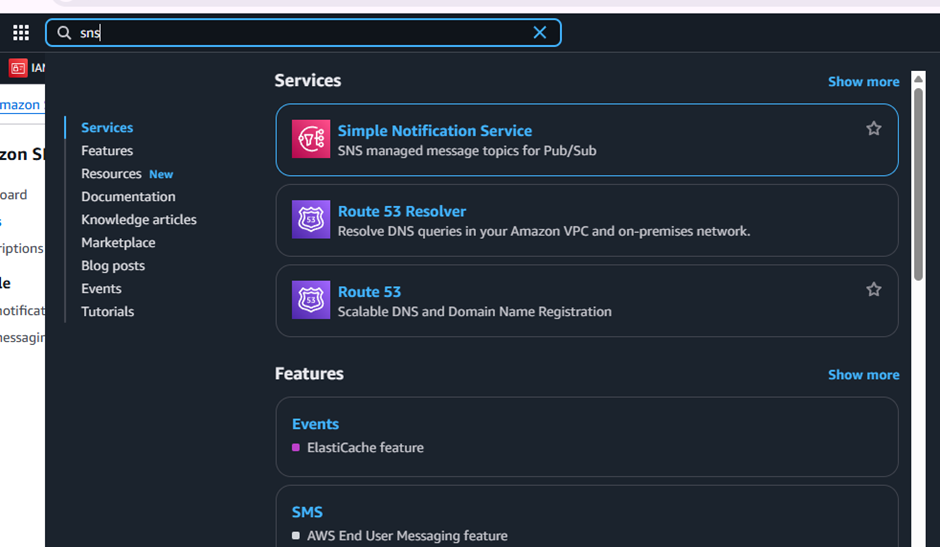 sns
IAM
mazon
zon S
oard
s
riptions
le
notificat
nessagin
Services
Features
Resources New
Documentation
Knowledge articles
Marketplace
Blog posts
Events
Tutorials
Services
Show more
Simple Notification Service
SNS managed message topics for Pub/Sub
53
Route 53 Resolver
Resolve DNS queries in your Amazon VPC and on-premises network.
53
Route 53
Scalable DNS and Domain Name Registration
Features
Show more
Events
ElastiCache feature
SMS
AWS End User Messaging feature